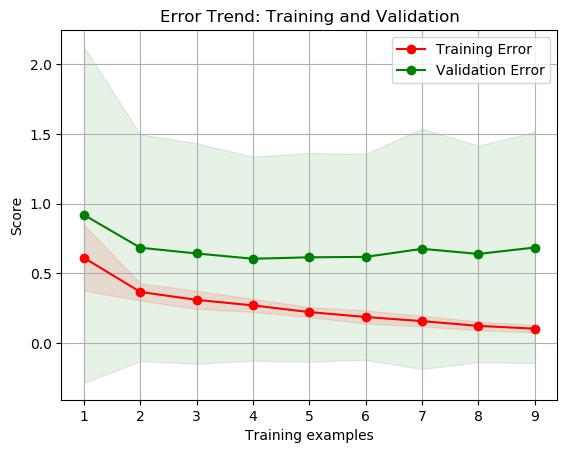 Error Trend: Training and Validation
Training Error
Validation Error
Score
2.0
1.5
1.0
0.5
0.0
1 2 3 4 5 6 7 8 9
Training examples